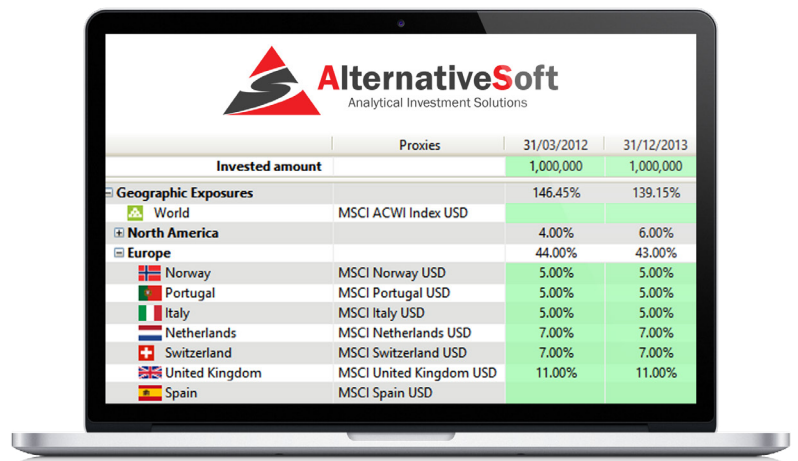 AlternativeSoft
Analytical Investment Solutions
Proxies 31/03/2012 31/12/2013
Invested amount 1,000,000 1,000,000
Geographic Exposures 146.45% 139.15%
World MSCI ACWI Index USD
North America 4.00% 6.00%
Europe 44.00% 43.00%
Norway MSCI Norway USD 5.00% 5.00%
Portugal MSCI Portugal USD 5.00% 5.00%
Italy MSCI Italy USD 5.00% 5.00%
Netherlands MSCI Netherlands USD 7.00% 7.00%
Switzerland MSCI Switzerland USD 7.00% 7.00%
United Kingdom MSCI United Kingdom USD 11.00% 11.00%
Spain MSCI Spain USD